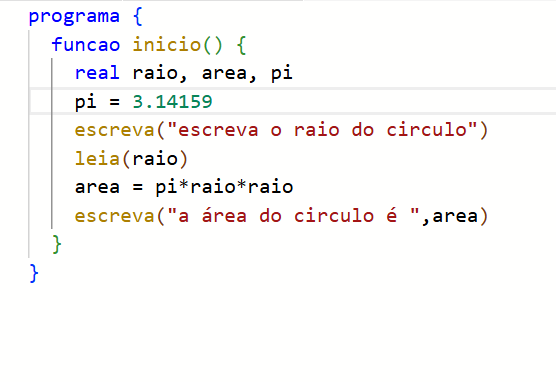 programa {
funcao inicio() {
real raio, area, pi
pi = 3.14159
escreva("escreva o raio do circulo")
leia(raio)
area = pi*raio*raio
escreva("a área do circulo é ",area)
}
}